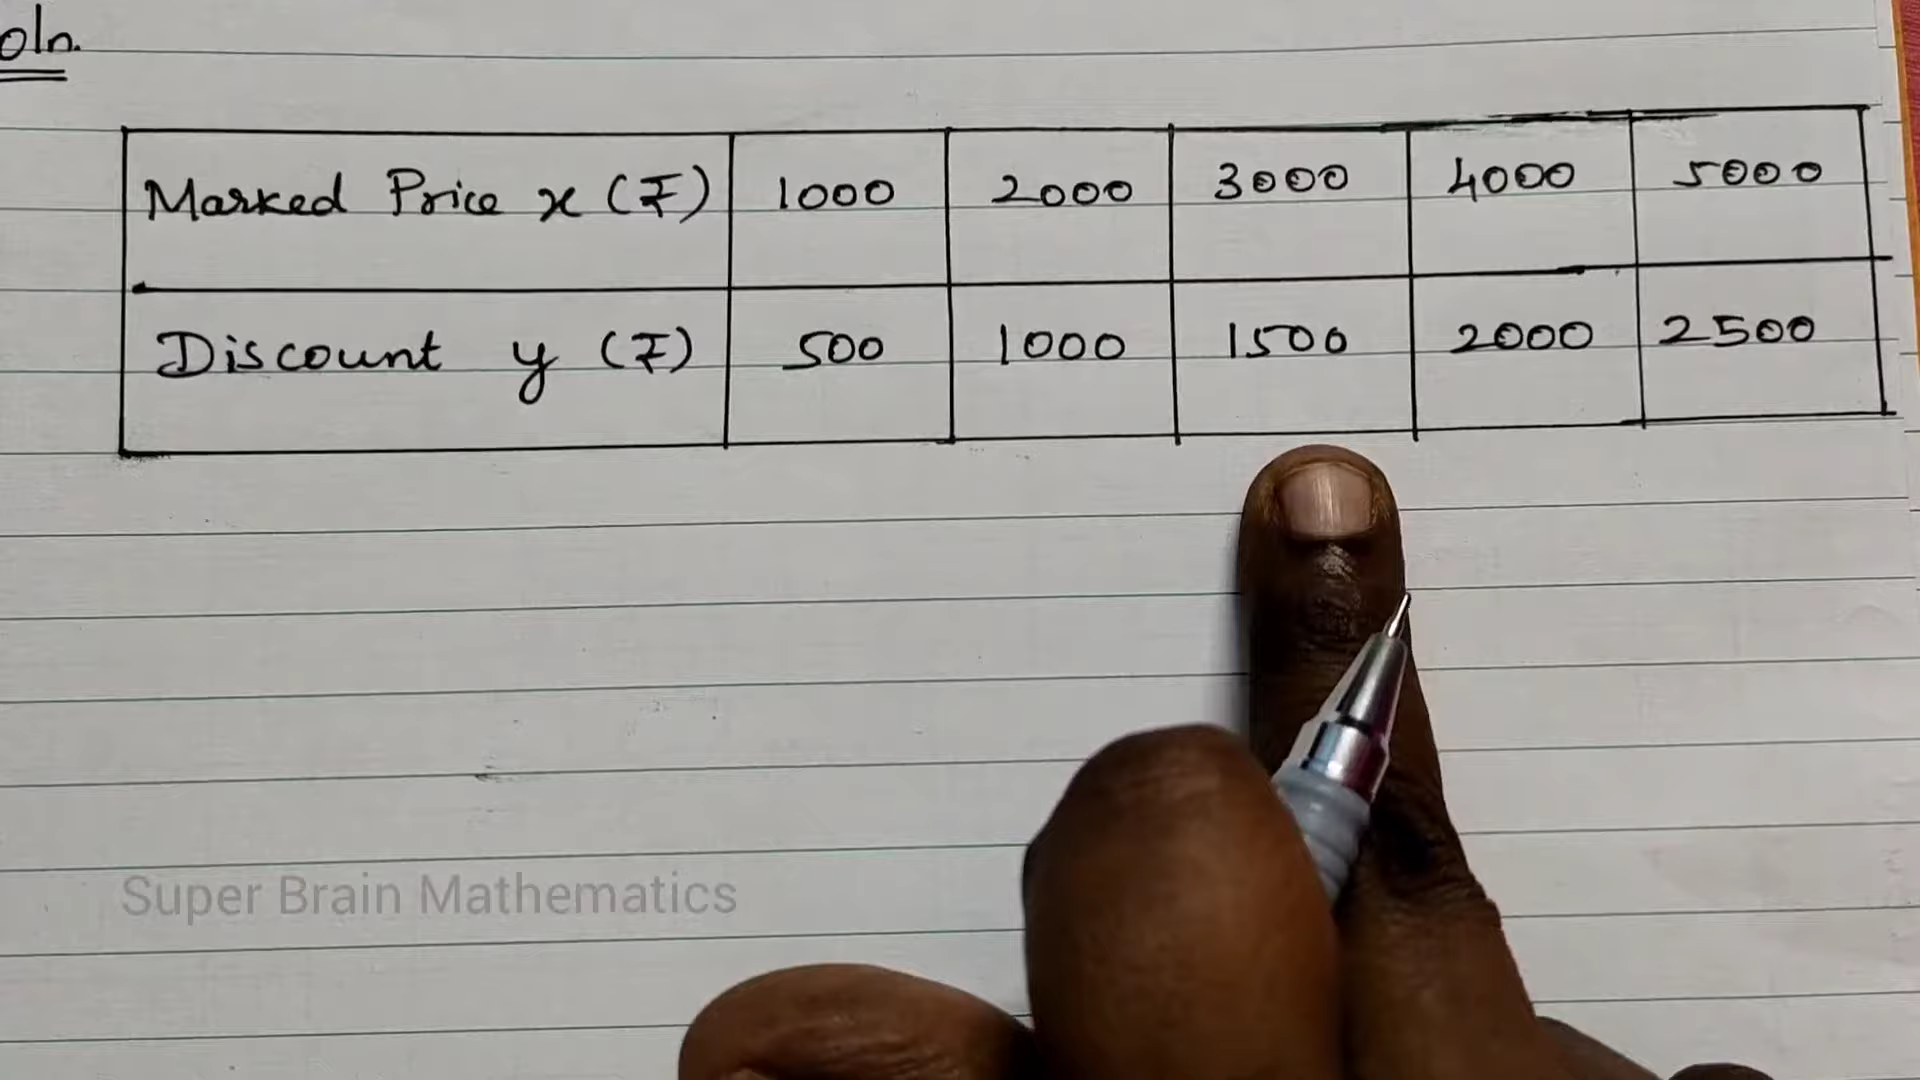 oln.
Marked Price x (₹) 1000 2000 3000 4000 5000
Discount y (₹) 500 1000 1500 2000 2500
Super Brain Mathematics